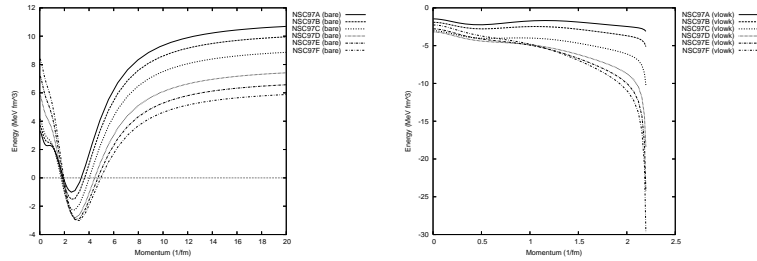 12
10
8
6
4
2
0
-2
-4
0
2
4
6
8
10
12
14
16
18
20
Energy (MeV fm^3)
Momentum (1/fm)
NSC97A (bare)
NSC97B (bare)
NSC97C (bare)
NSC97D (bare)
NSC97E (bare)
NSC97F (bare)
0
-5
-10
-15
-20
-25
-30
0
0.5
1
1.5
2
2.5
Energy (MeV fm^3)
Momentum (1/fm)
NSC97A (vlowk)
NSC97B (vlowk)
NSC97C (vlowk)
NSC97D (vlowk)
NSC97E (vlowk)
NSC97F (vlowk)